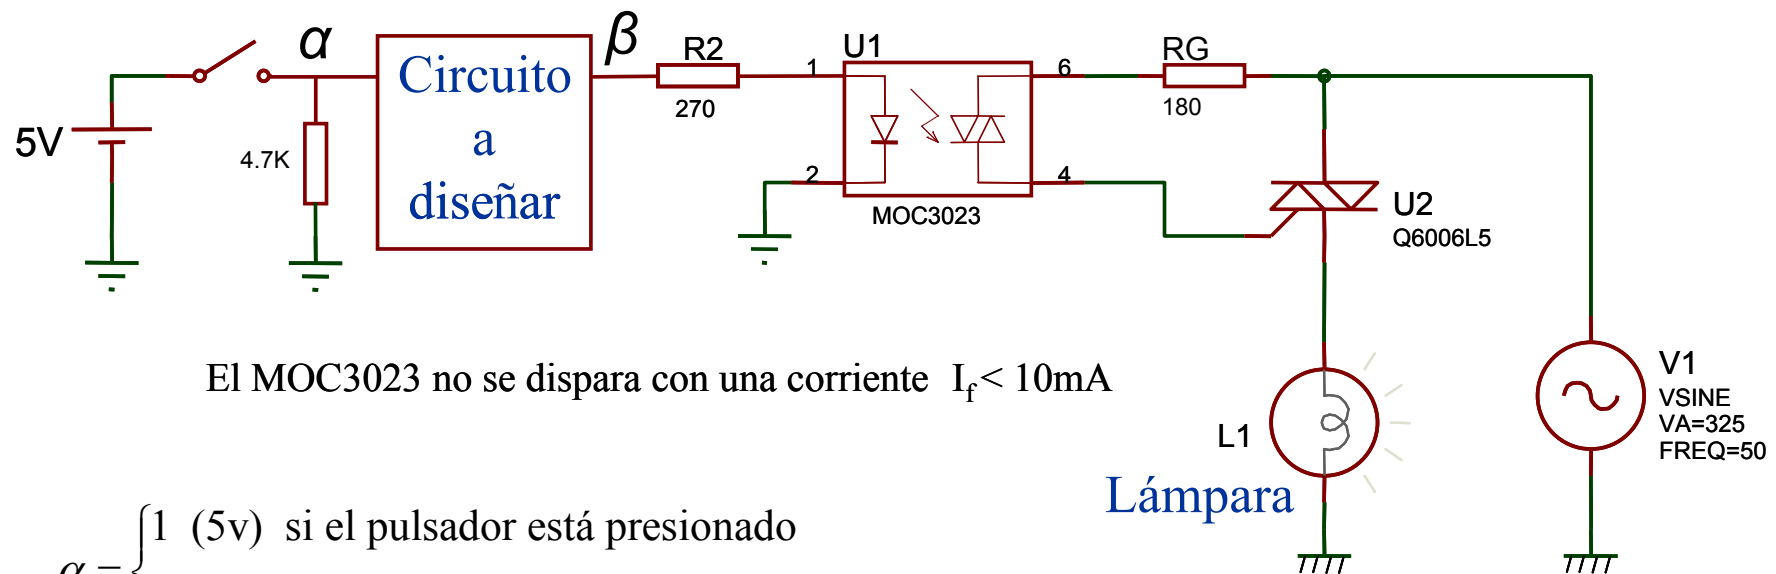 α
β
Circuito
a
diseñar
5V
4.7K
R2
270
U1
1
2
6
4
MOC3023
RG
180
U2
Q6006L5
El MOC3023 no se dispara con una corriente I_f < 10mA
L1
Lámpara
V1
VSINE
VA=325
FREQ=50
1 (5v) si el pulsador está presionado
α =